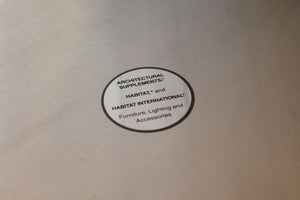 ARCHITECTURAL
SUPPLEMENTS,®
HABITAT,® and
HABITAT INTERNATIONAL®
Furniture, Lighting and
Accessories